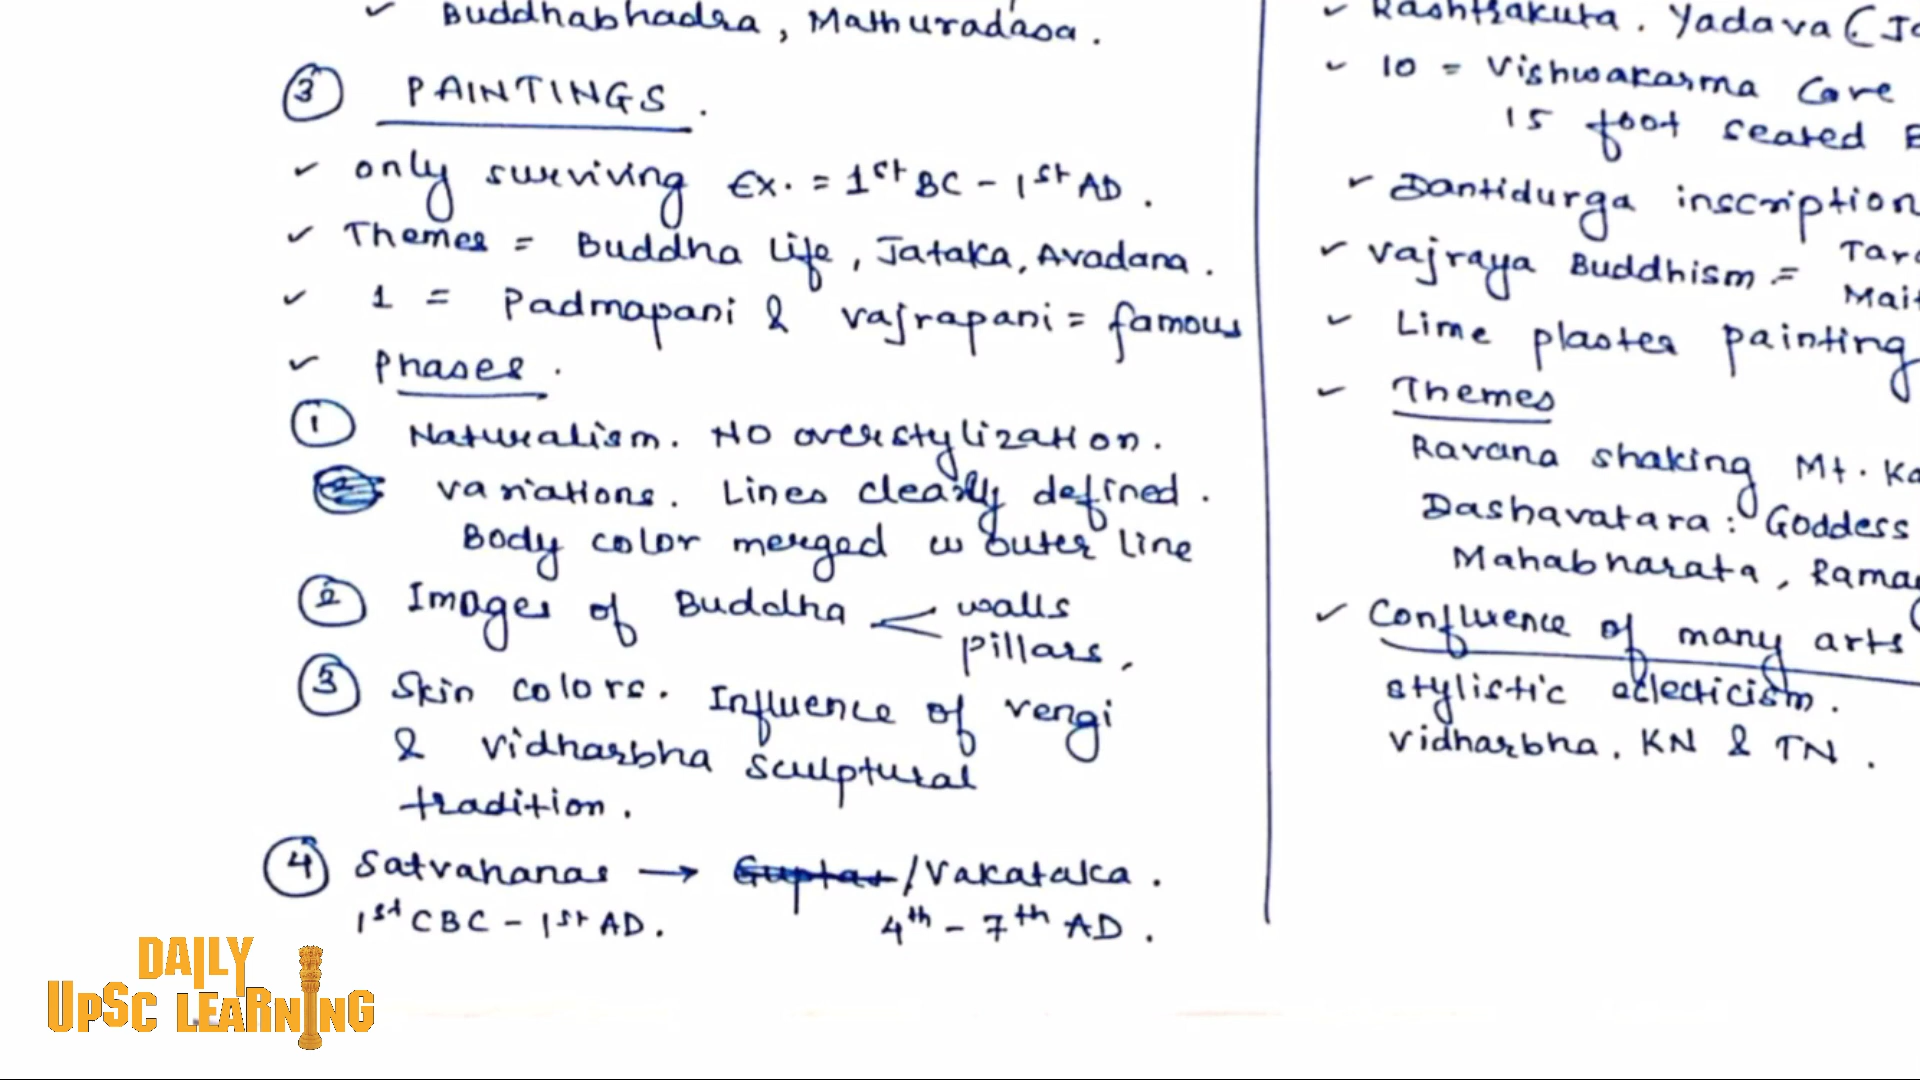 ✓ Buddhabhadra, Mathuradasa.
③ PAINTINGS.
✓ only surviving Ex. = 1st BC - 1st AD.
✓ Themes = Buddha Life, Jataka, Avadana.
✓ 1 = Padmapani & vajrapani = famous
✓ Phases.
① Naturalism. No overstylization.
variations. Lines clearly defined.
Body color merged w outer line
② Images of Buddha < walls
pillars.
③ Skin colors. Influence of vengi
& vidharbha sculptural
tradition.
④ Satvahanas → Guptas/Vakataka.
1st CBC - 1st AD. 4th - 7th AD.
✓ Rashtrakuta. Yadava (
✓ 10 = Vishwakarma Cave
15 foot seated
✓ Dantidurga inscription
✓ Vajraya Buddhism =
✓ Lime plaster painting
✓ Themes
Ravana shaking Mt.
Dashavatara: Goddess
Mahabharata,
✓ Confluence of many arts
stylistic eclecticism.
vidharbha. KN & TN.
DAILY
UPSC LEARNING